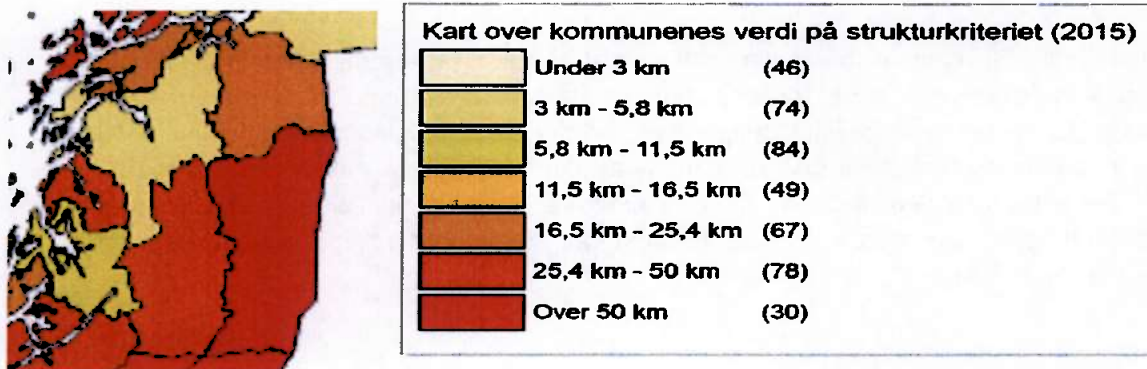 Kart over kommunenes verdi på strukturkriteriet (2015)
Under 3 km (46)
3 km - 5,8 km (74)
5,8 km - 11,5 km (84)
11,5 km - 16,5 km (49)
16,5 km - 25,4 km (67)
25,4 km - 50 km (78)
Over 50 km (30)